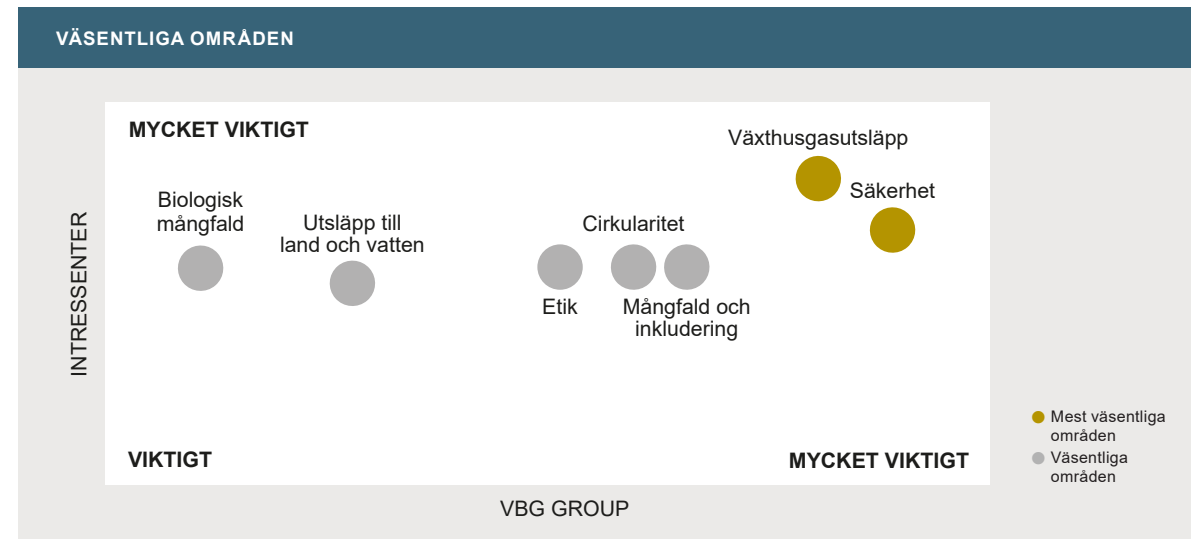 VÄSENTLIGA OMRÅDEN
MYCKET VIKTIGT
Växthusgasutsläpp
Säkerhet
Biologisk
mångfald
Utsläpp till
land och vatten
Cirkularitet
Etik
Mångfald och
inkludering
INTRESSENTER
VIKTIGT
MYCKET VIKTIGT
VBG GROUP
Mest väsentliga
områden
Väsentliga
områden